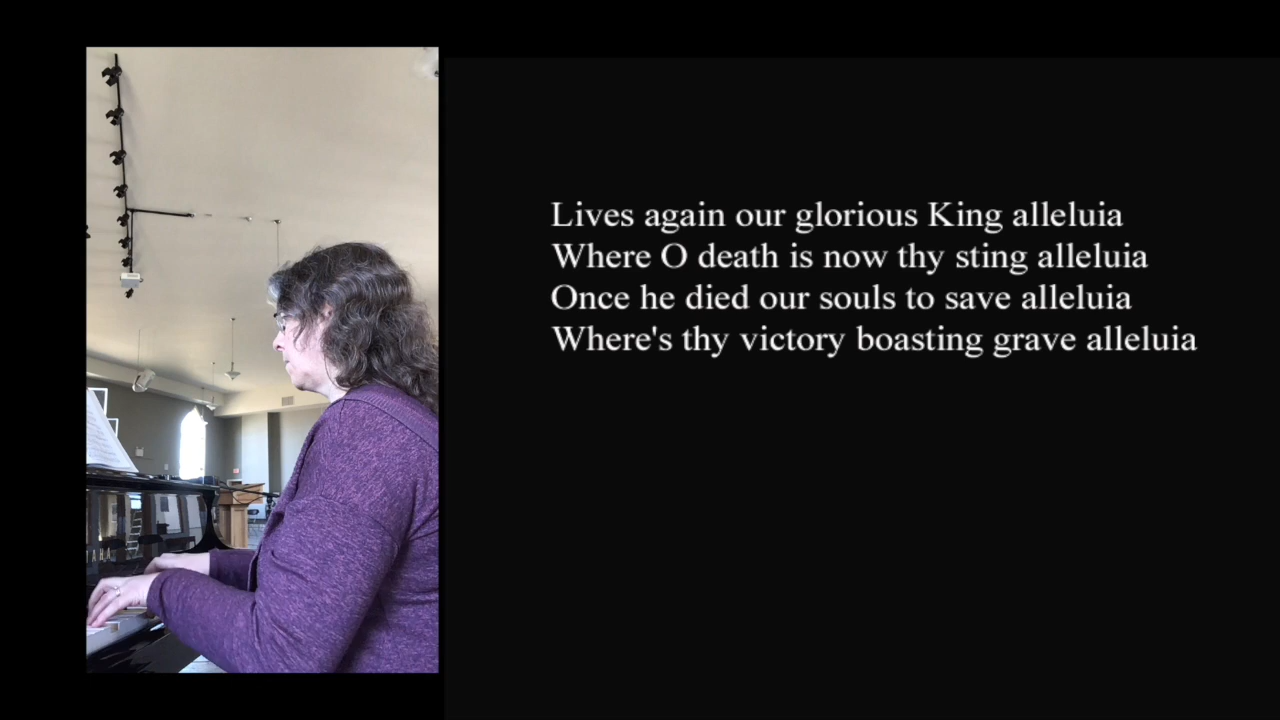 Lives again our glorious King alleluia
Where O death is now thy sting alleluia
Once he died our souls to save alleluia
Where's thy victory boasting grave alleluia